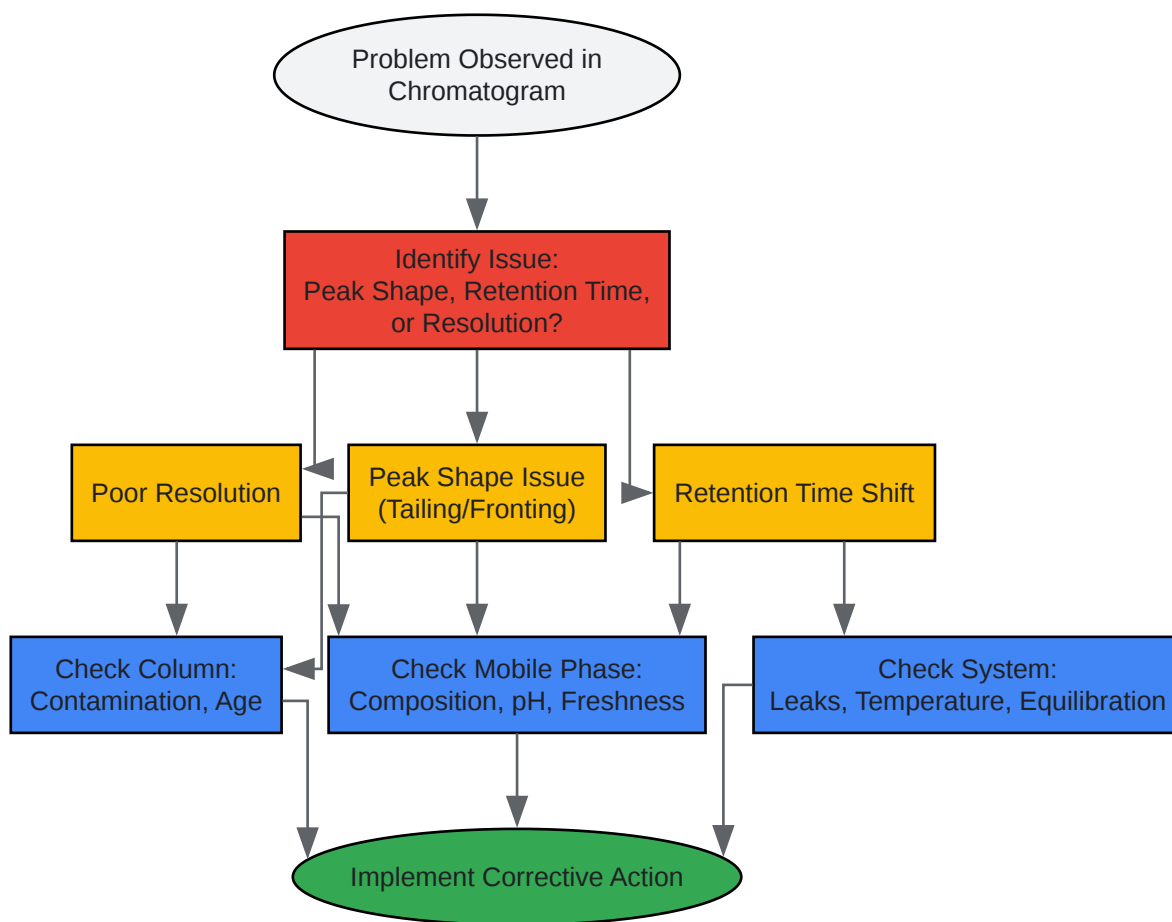 Problem Observed in
Chromatogram
Identify Issue:
Peak Shape, Retention Time,
or Resolution?
Poor Resolution
Peak Shape Issue
(Tailing/Fronting)
Retention Time Shift
Check Column:
Contamination, Age
Check Mobile Phase:
Composition, pH, Freshness
Check System:
Leaks, Temperature, Equilibration
Implement Corrective Action